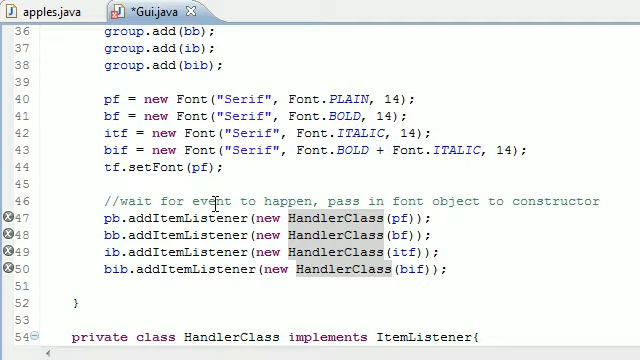 apples.java *Gui.java
36 group.add(bb);
37 group.add(ib);
38 group.add(bib);
39
40 pf = new Font("Serif", Font.PLAIN, 14);
41 bf = new Font("Serif", Font.BOLD, 14);
42 itf = new Font("Serif", Font.ITALIC, 14);
43 bif = new Font("Serif", Font.BOLD + Font.ITALIC, 14);
44 tf.setFont(pf);
45
46 //wait for event to happen, pass in font object to constructor
47 pb.addItemListener(new HandlerClass(pf));
48 bb.addItemListener(new HandlerClass(bf));
49 ib.addItemListener(new HandlerClass(itf));
50 bib.addItemListener(new HandlerClass(bif));
51
52 }
53
54 private class HandlerClass implements ItemListener{